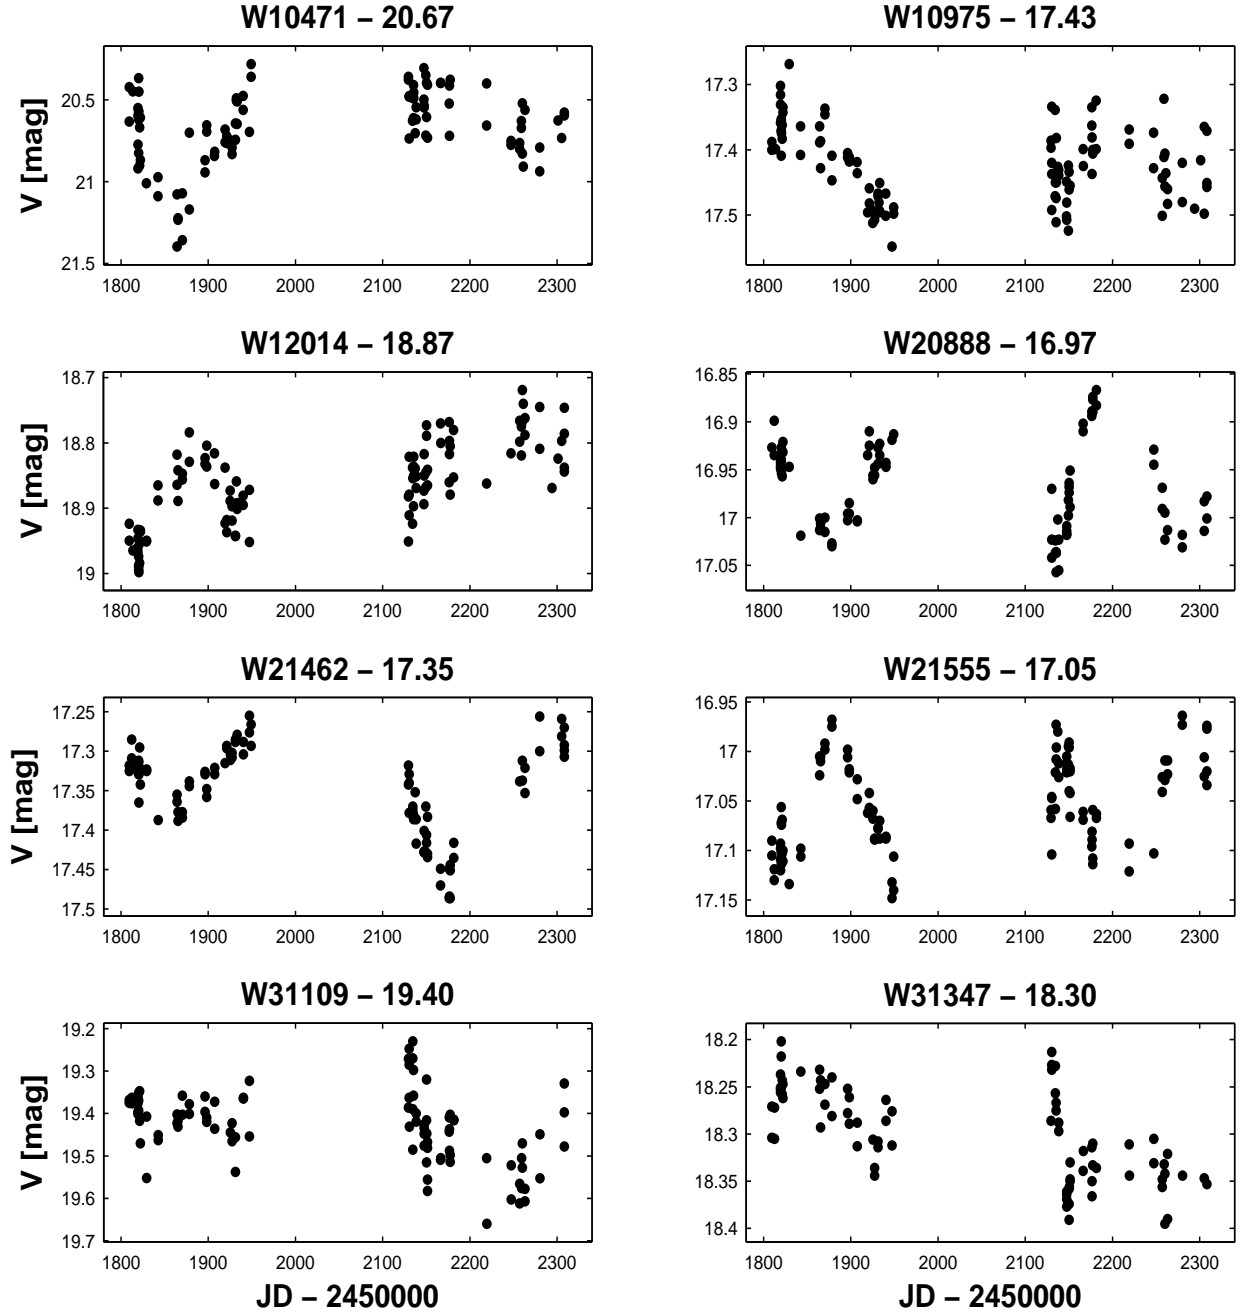 W10471 – 20.67
W10975 – 17.43
V [mag]
20.5
21
21.5
1800 1900 2000 2100 2200 2300
17.3
17.4
17.5
1800 1900 2000 2100 2200 2300
W12014 – 18.87
W20888 – 16.97
V [mag]
18.7
18.8
18.9
19
1800 1900 2000 2100 2200 2300
16.85
16.9
16.95
17
17.05
1800 1900 2000 2100 2200 2300
W21462 – 17.35
W21555 – 17.05
V [mag]
17.25
17.3
17.35
17.4
17.45
17.5
1800 1900 2000 2100 2200 2300
16.95
17
17.05
17.1
17.15
1800 1900 2000 2100 2200 2300
W31109 – 19.40
W31347 – 18.30
V [mag]
19.2
19.3
19.4
19.5
19.6
19.7
1800 1900 2000 2100 2200 2300
JD – 2450000
18.2
18.25
18.3
18.35
18.4
1800 1900 2000 2100 2200 2300
JD – 2450000